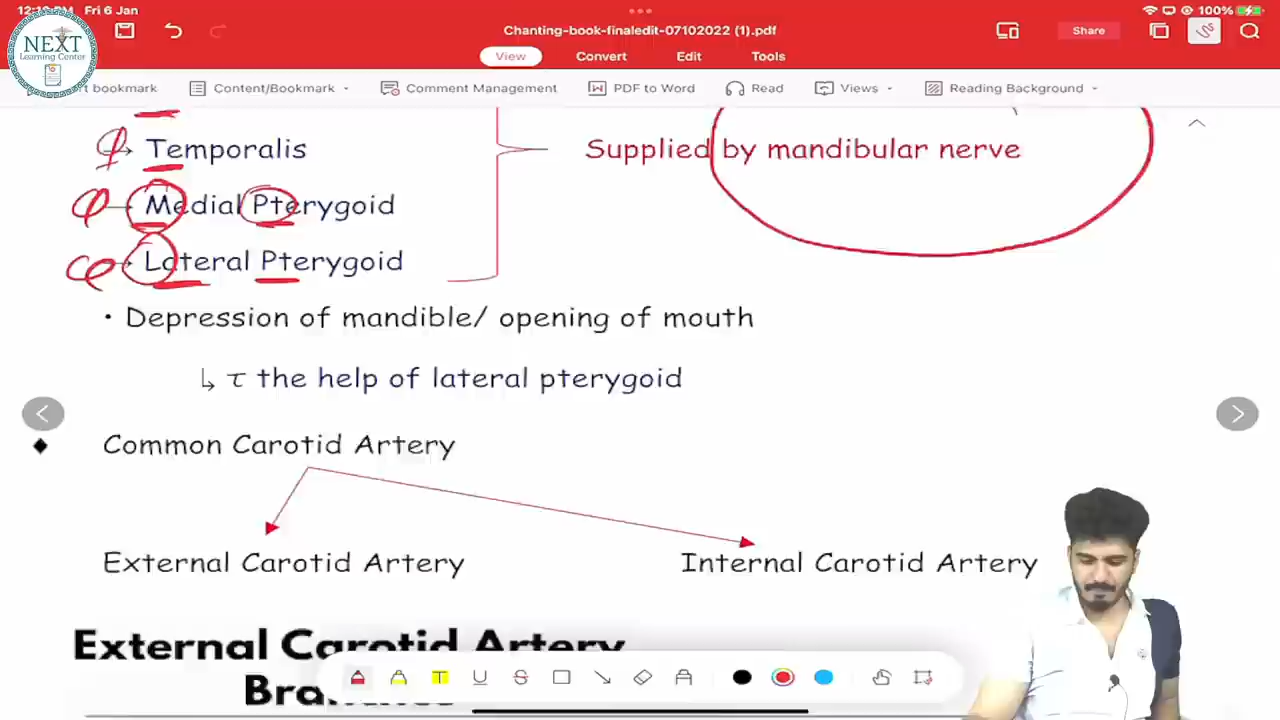 12:18 PM Fri 6 Jan
100%
Chanting-book-finaledit-07102022 (1).pdf
Share
NEXT
Learning Center
View Convert Edit Tools
bookmark Content/Bookmark Comment Management PDF to Word Read Views Reading Background
Temporalis
Supplied by mandibular nerve
Medial Pterygoid
Lateral Pterygoid
• Depression of mandible/ opening of mouth
↳ τ the help of lateral pterygoid
◆ Common Carotid Artery
External Carotid Artery
Internal Carotid Artery
External Carotid Artery